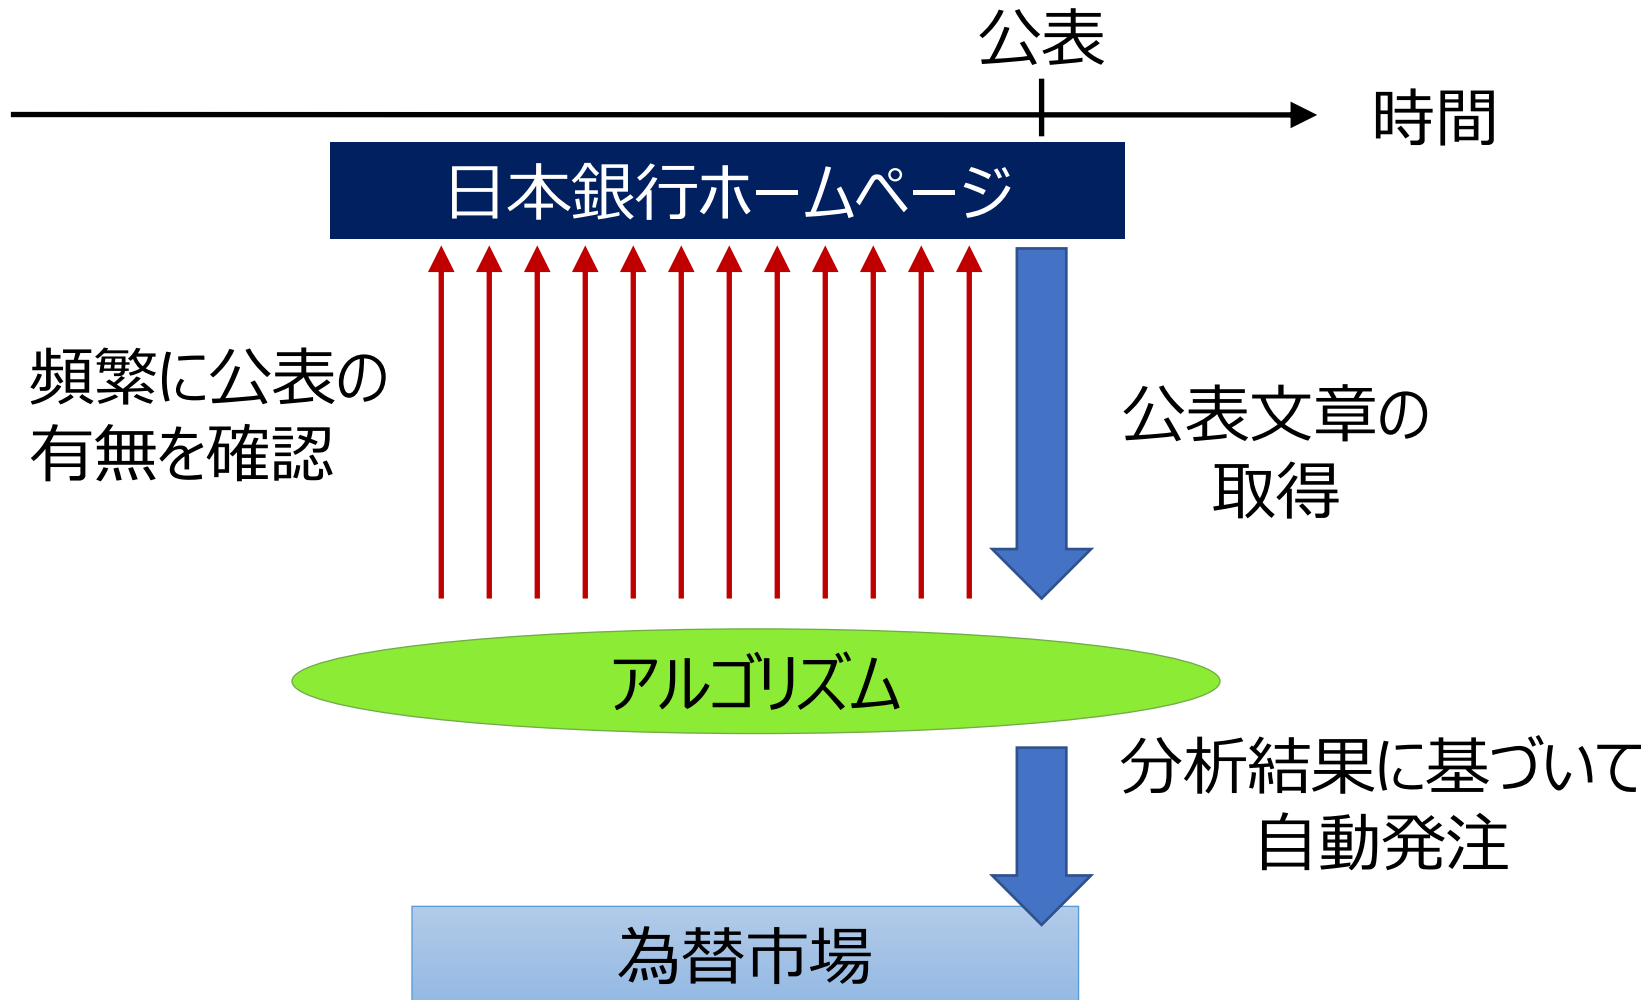 公表
時間
日本銀行ホームページ
頻繁に公表の
有無を確認
公表文章の
取得
アルゴリズム
分析結果に基づいて
自動発注
為替市場